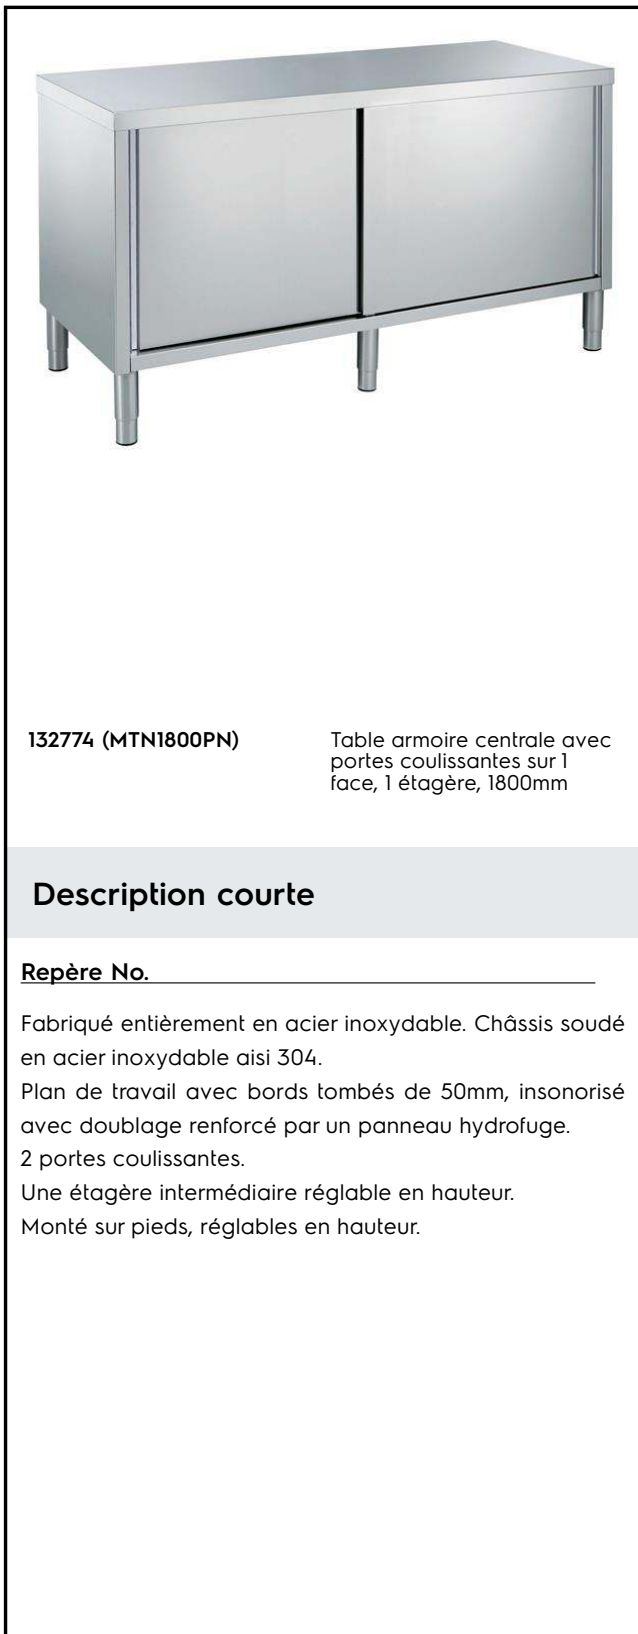 132774 (MTN1800PN)
Table armoire centrale avec
portes coulissantes sur 1
face, 1 étagère, 1800mm
Description courte
Repère No.
Fabriqué entièrement en acier inoxydable. Châssis soudé
en acier inoxydable aisi 304.
Plan de travail avec bords tombés de 50mm, insonorisé
avec doublage renforcé par un panneau hydrofuge.
2 portes coulissantes.
Une étagère intermédiaire réglable en hauteur.
Monté sur pieds, réglables en hauteur.